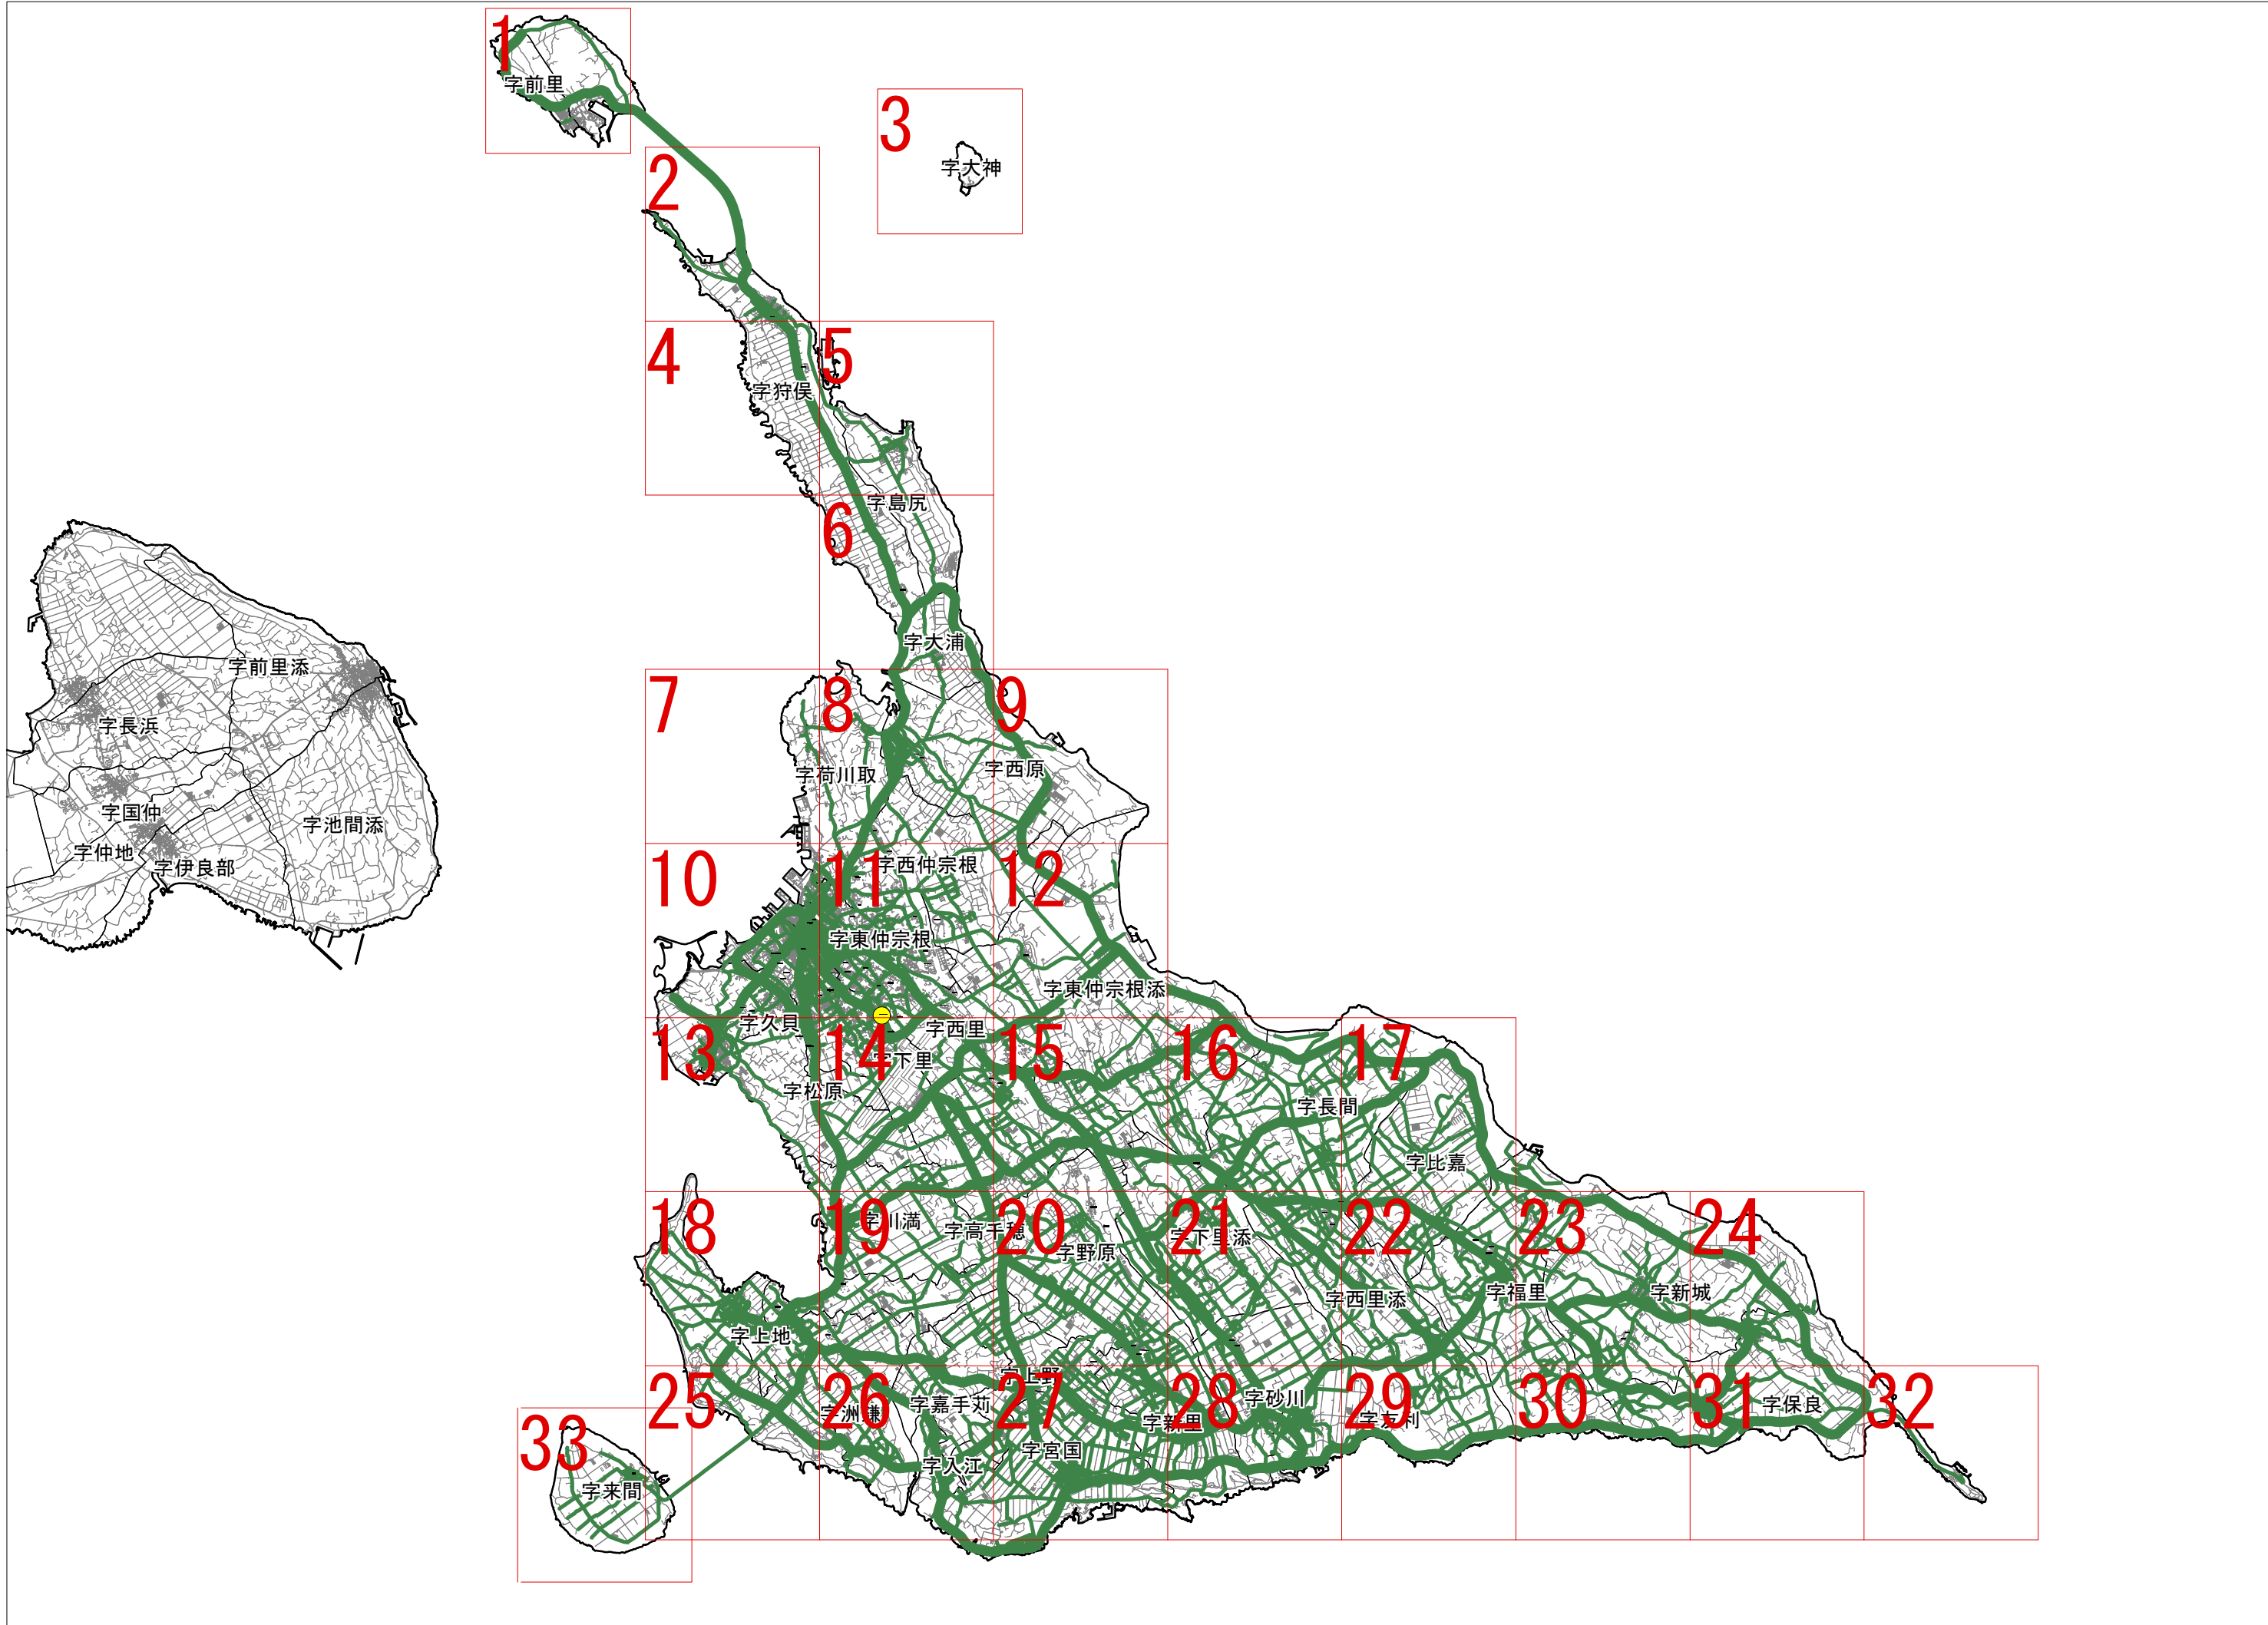 1
字前里
3
字大神
2
4
5
字狩俣
字島尻
6
字大浦
字前里添
字長浜
字国仲
字仲地
字伊良部
字池間添
7
8
9
字荷川取
字西原
10
11
12
字西仲宗根
字東仲宗根
字東仲宗根添
字久貝
字西里
13
14
15
16
17
字下里
字松原
字長間
字比嘉
18
19
20
21
22
23
24
字川満
字高千穂
字野原
字下里添
字西里添
字福里
字新城
字上地
字上野
25
26
27
28
29
30
31
32
字洲鎌
字嘉手苅
字新里
字砂川
字友利
字保良
33
字宮国
字入江
字来間